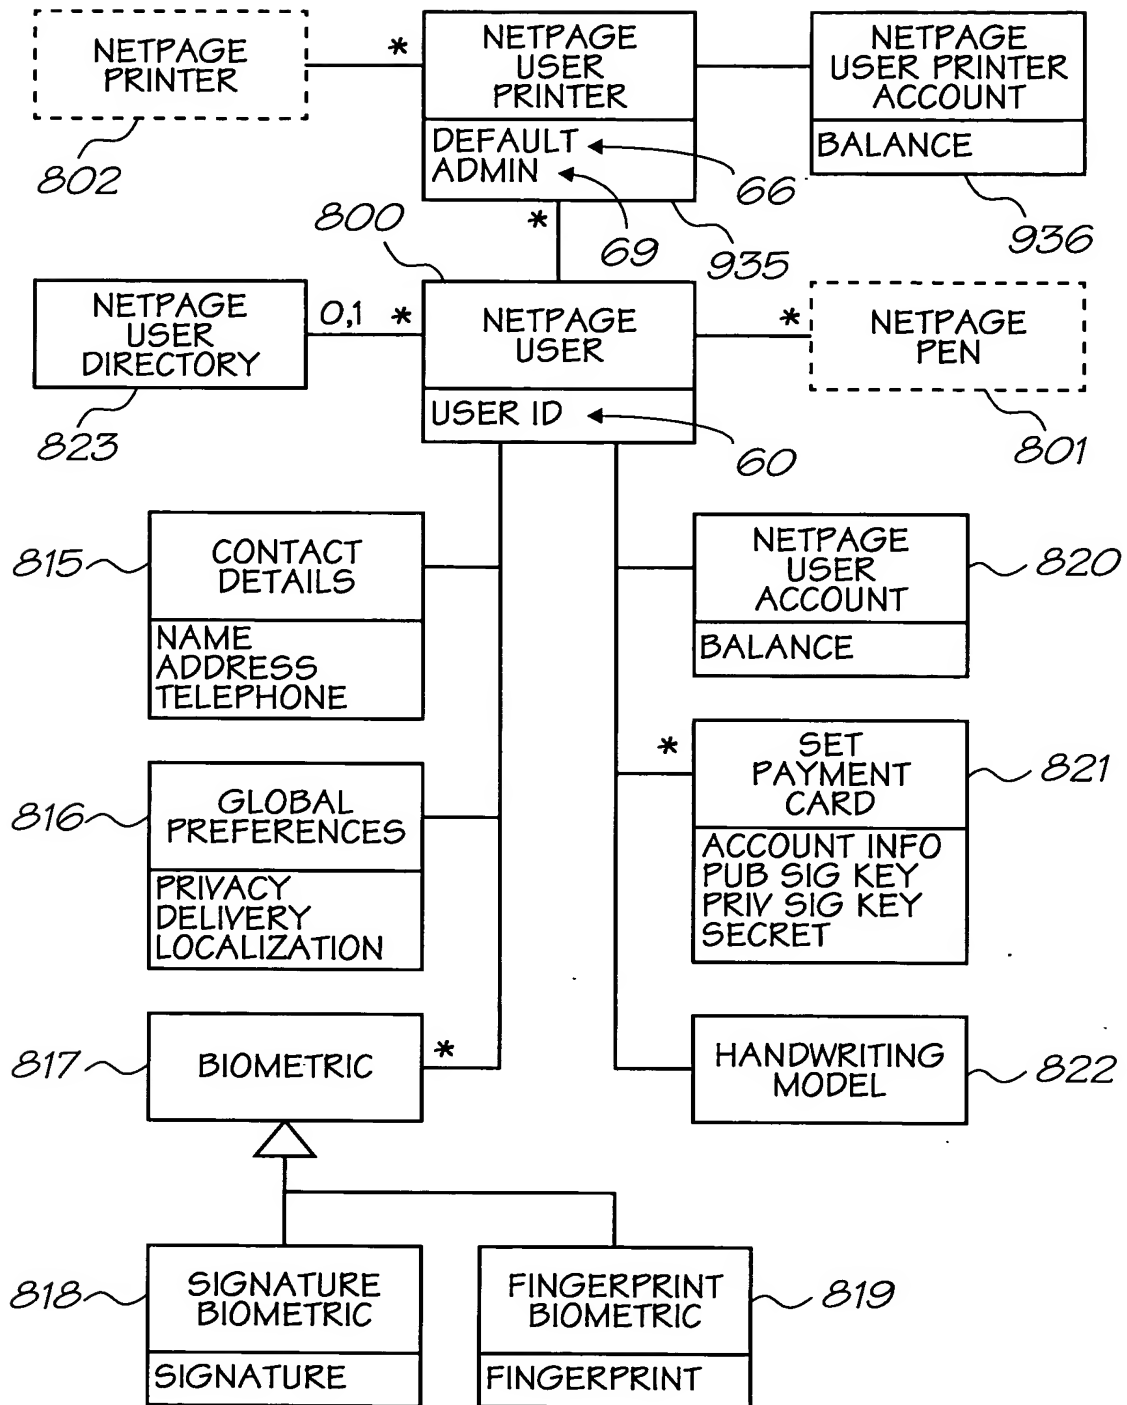 NETPAGE
PRINTER
*
802
NETPAGE
USER
PRINTER
DEFAULT
ADMIN
66
69
935
*
NETPAGE
USER PRINTER
ACCOUNT
BALANCE
936
800
NETPAGE
USER
DIRECTORY
823
0,1 *
NETPAGE
USER
USER ID
60
*
NETPAGE
PEN
801
815
CONTACT
DETAILS
NAME
ADDRESS
TELEPHONE
NETPAGE
USER
ACCOUNT
BALANCE
820
816
GLOBAL
PREFERENCES
PRIVACY
DELIVERY
LOCALIZATION
*
SET
PAYMENT
CARD
ACCOUNT INFO
PUB SIG KEY
PRIV SIG KEY
SECRET
821
817
BIOMETRIC
*
HANDWRITING
MODEL
822
818
SIGNATURE
BIOMETRIC
SIGNATURE
FINGERPRINT
BIOMETRIC
FINGERPRINT
819